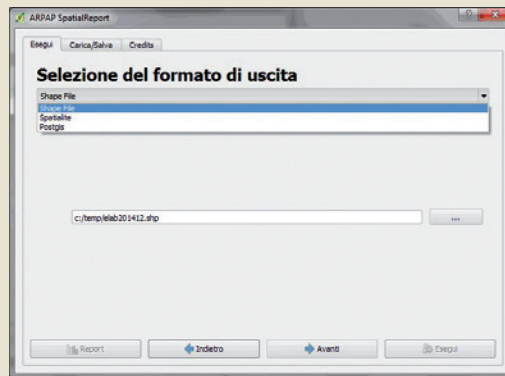 ARPAP SpatialReport
Esegui Carica/Salva Credits
Selezione del formato di uscita
Shape File
Shape File
Spatialite
Postgis
c:/temp/elab201412.shp ...
Report Indietro Avanti Esegui